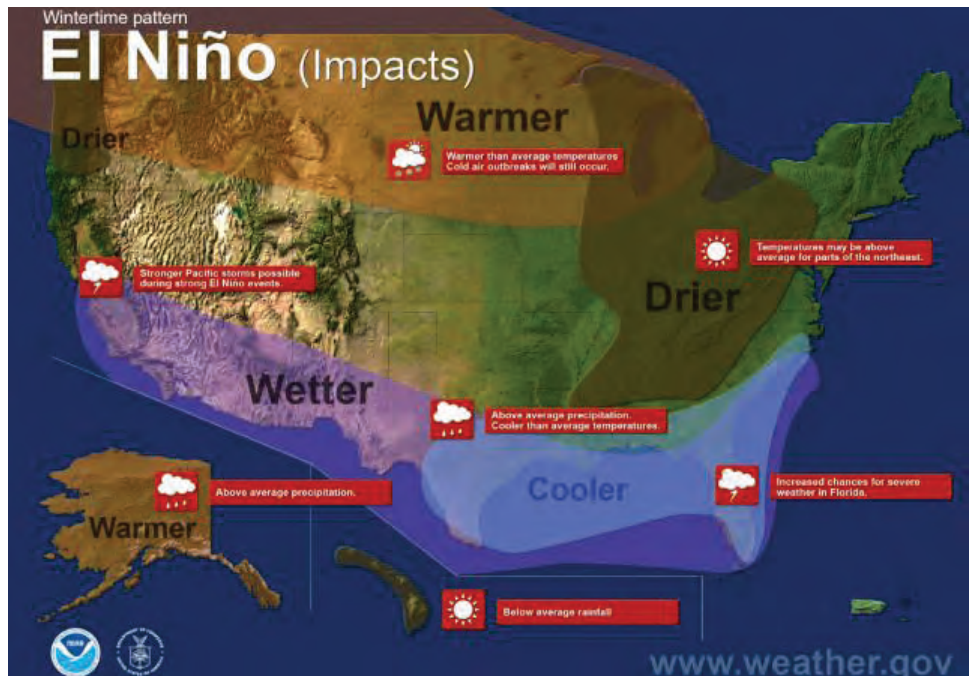 Wintertime pattern
El Niño (Impacts)
Warmer
Drier
Warmer than average temperatures
Cold air outbreaks will still occur.
Temperatures may be above
average for parts of the northeast.
Stronger Pacific storms possible
during strong El Niño events.
Drier
Wetter
Above average precipitation.
Cooler than average temperatures.
Cooler
Increased chances for severe
weather in Florida.
Above average precipitation.
Warmer
Below average rainfall
www.weather.gov